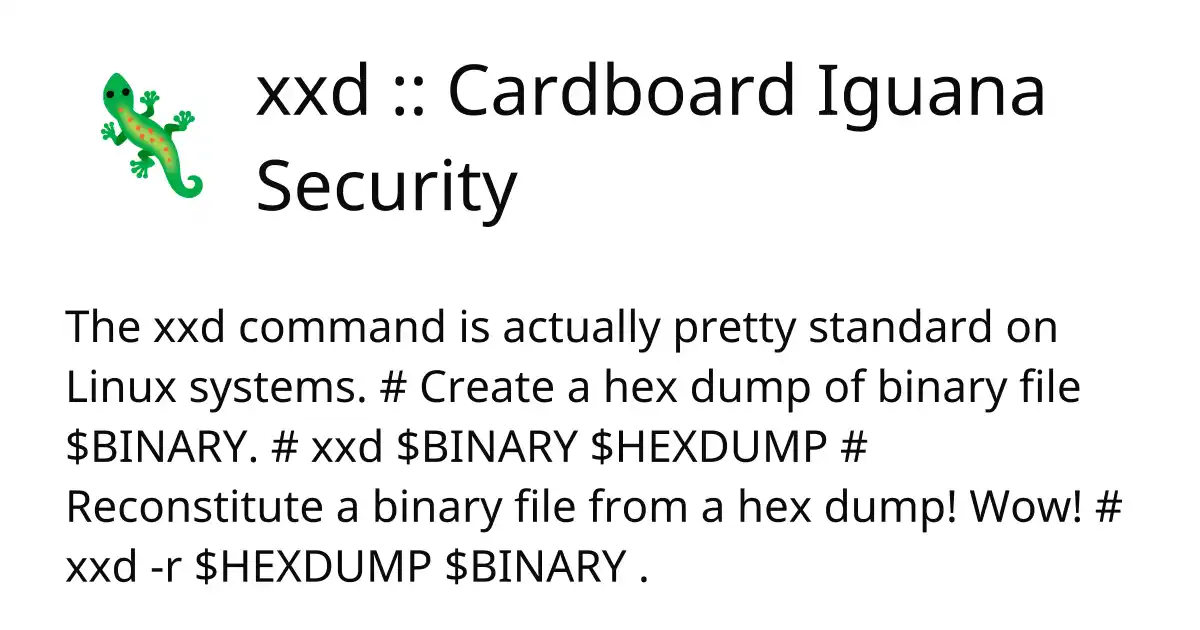 xxd :: Cardboard Iguana
Security
The xxd command is actually pretty standard on
Linux systems. # Create a hex dump of binary file
$BINARY. # xxd $BINARY $HEXDUMP #
Reconstitute a binary file from a hex dump! Wow! #
xxd -r $HEXDUMP $BINARY .